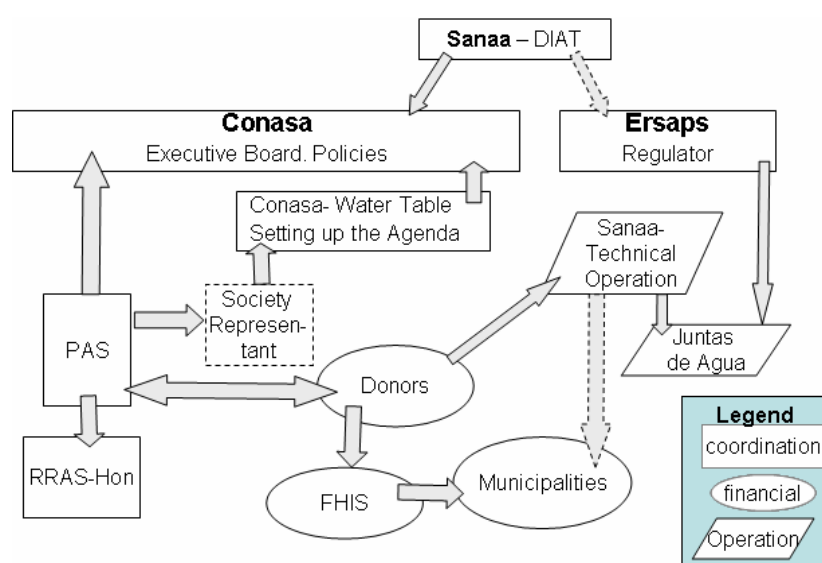 Sanaa – DIAT
Conasa
Executive Board. Policies
Ersaps
Regulator
Conasa- Water Table
Setting up the Agenda
Sanaa-
Technical
Operation
Society
Represen-
tant
PAS
Juntas
de Agua
Donors
RRAS-Hon
FHIS
Municipalities
Legend
coordination
financial
Operation